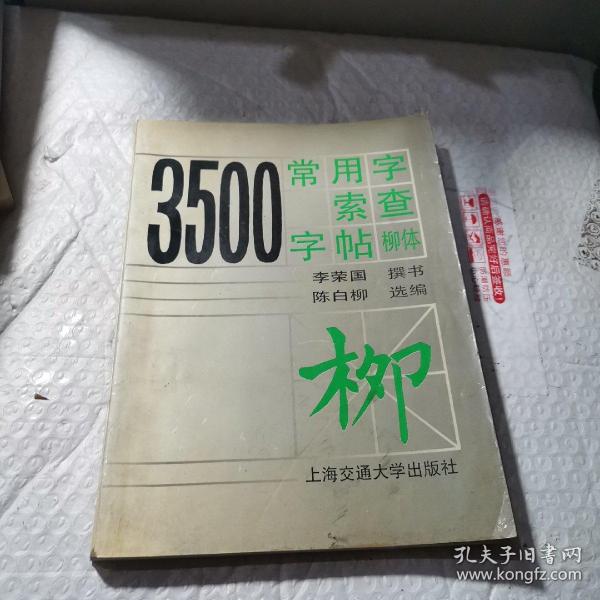 3500
常用字
索查
字帖 柳体
李荣国 撰书
陈白柳 选编
柳
上海交通大学出版社
孔夫子旧书网
www.kongfz.com